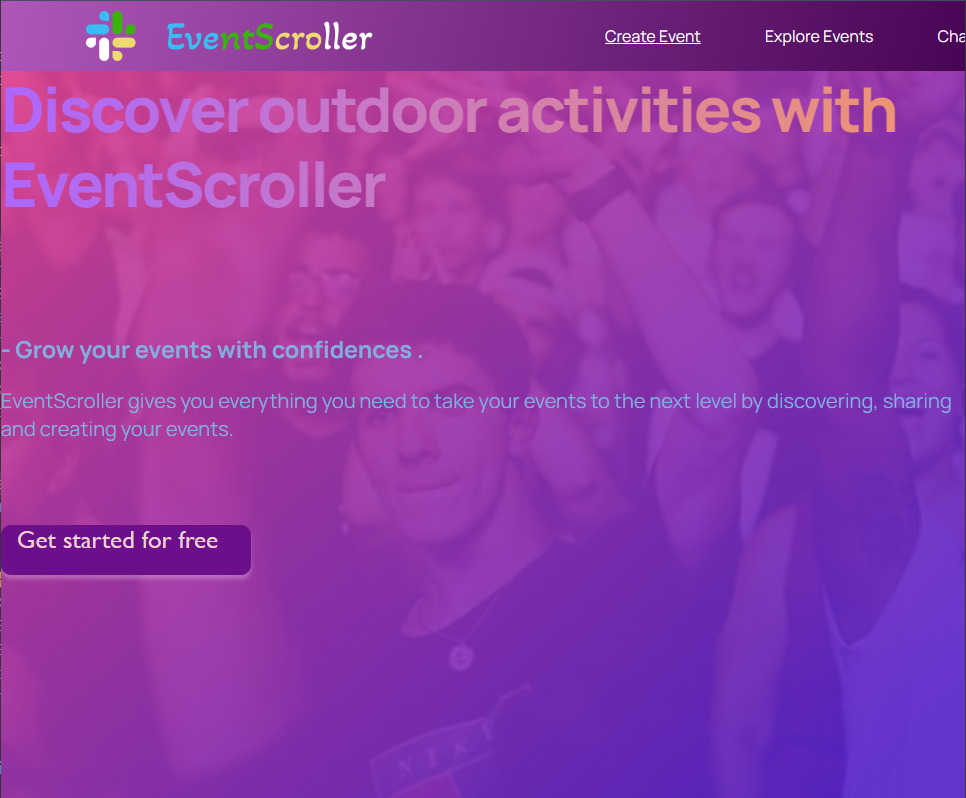 EventScroller
Create Event
Explore Events
Cha
Discover outdoor activities with
EventScroller
- Grow your events with confidences .
EventScroller gives you everything you need to take your events to the next level by discovering, sharing
and creating your events.
Get started for free
NIKE